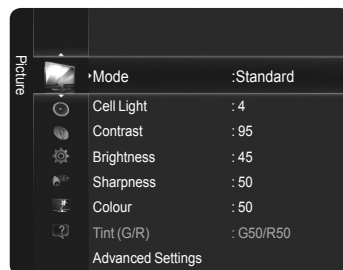 Picture
Mode :Standard
Cell Light : 4
Contrast : 95
Brightness : 45
Sharpness : 50
Colour : 50
Tint (G/R) : G50/R50
Advanced Settings